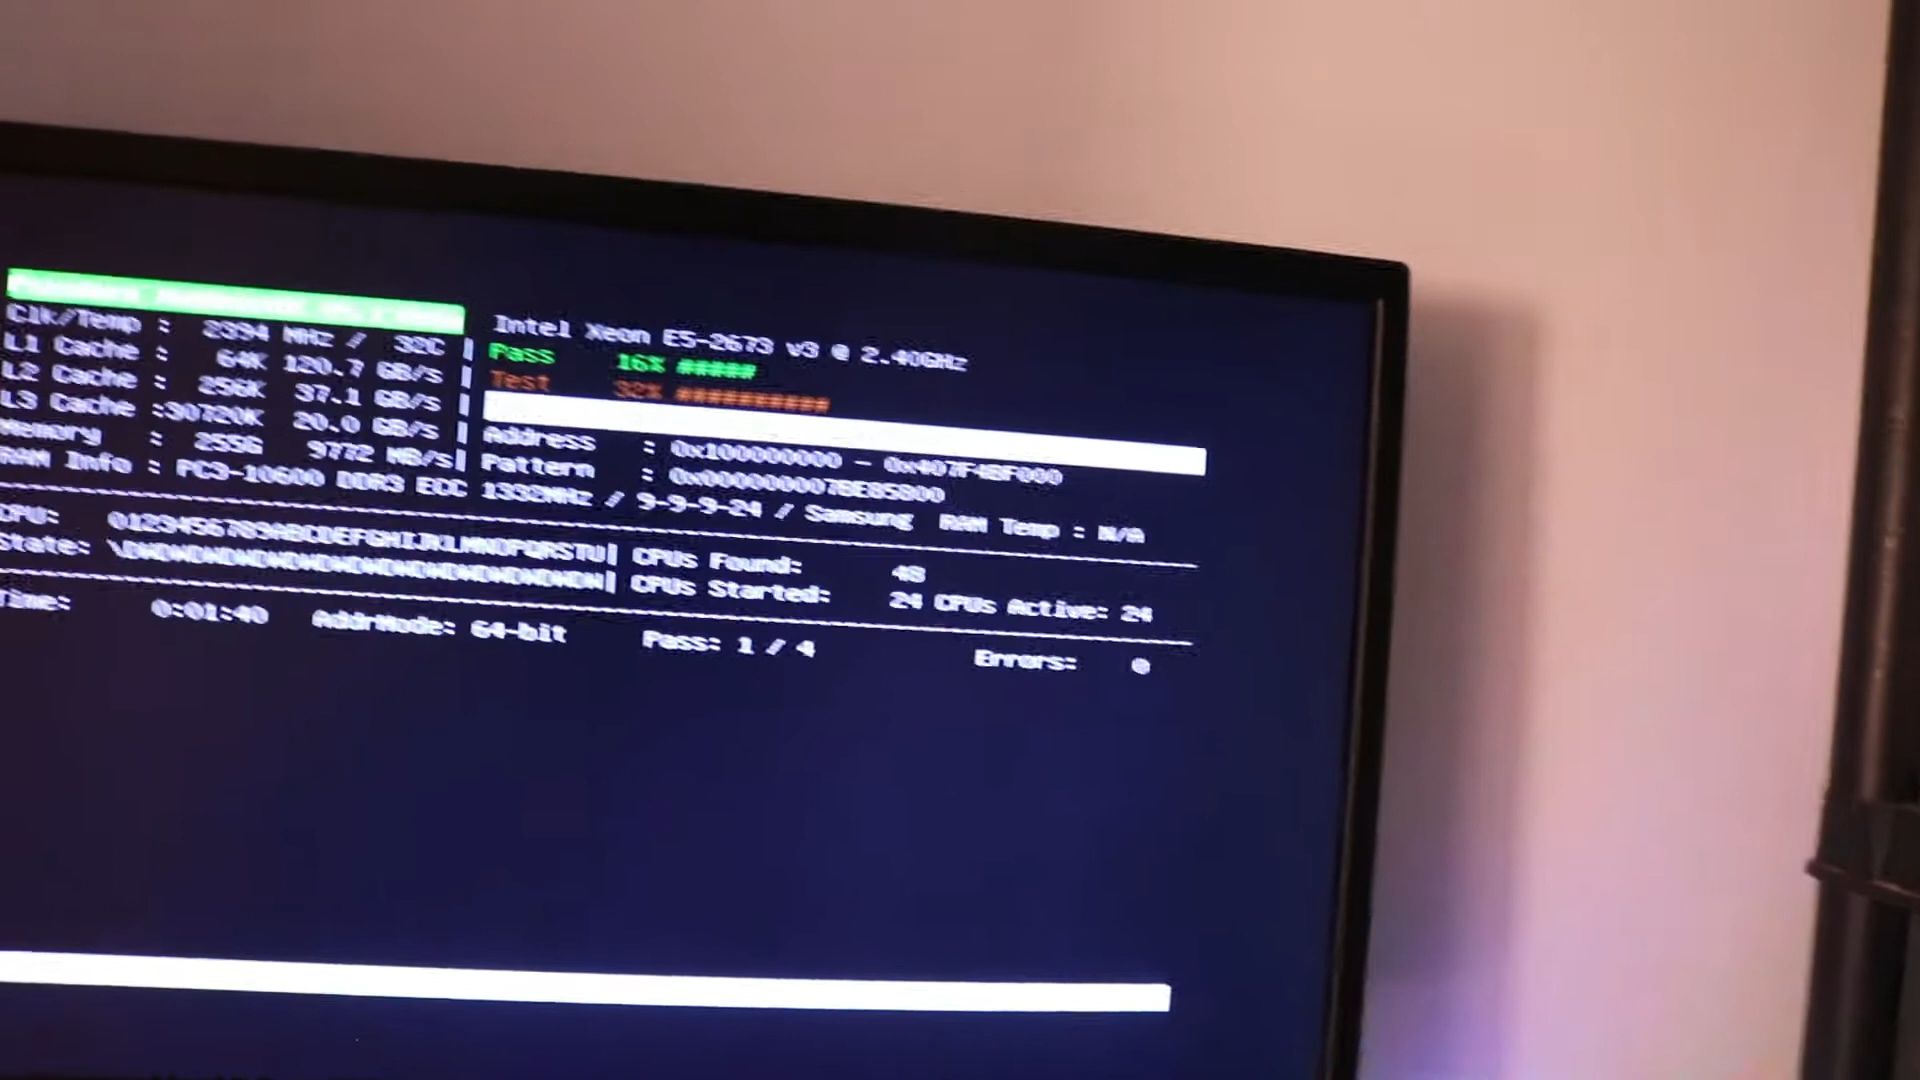 Intel Xeon E5-2673 v3 @ 2.40GHz
Clk/Temp : 2394 MHz / 32C | Pass 16% #####
L1 Cache : 64K 120.7 GB/s | Test 32% ##########
L2 Cache : 256K 37.1 GB/s |
L3 Cache :30720K 20.0 GB/s | Address : 0x100000000 - 0x407F4BF000
Memory : 255G 9772 MB/s| Pattern : 0x000000007BE85800
RAM Info : PC3-10600 DDR3 ECC 1332MHz / 9-9-9-24 / Samsung RAM Temp : N/A
CPU: 0123456789ABCDEFGHIJKLMNOPQRSTU| CPUs Found: 48
State: | CPUs Started: 24 CPUs Active: 24
Time: 0:01:40 AddrMode: 64-bit Pass: 1 / 4 Errors: 0